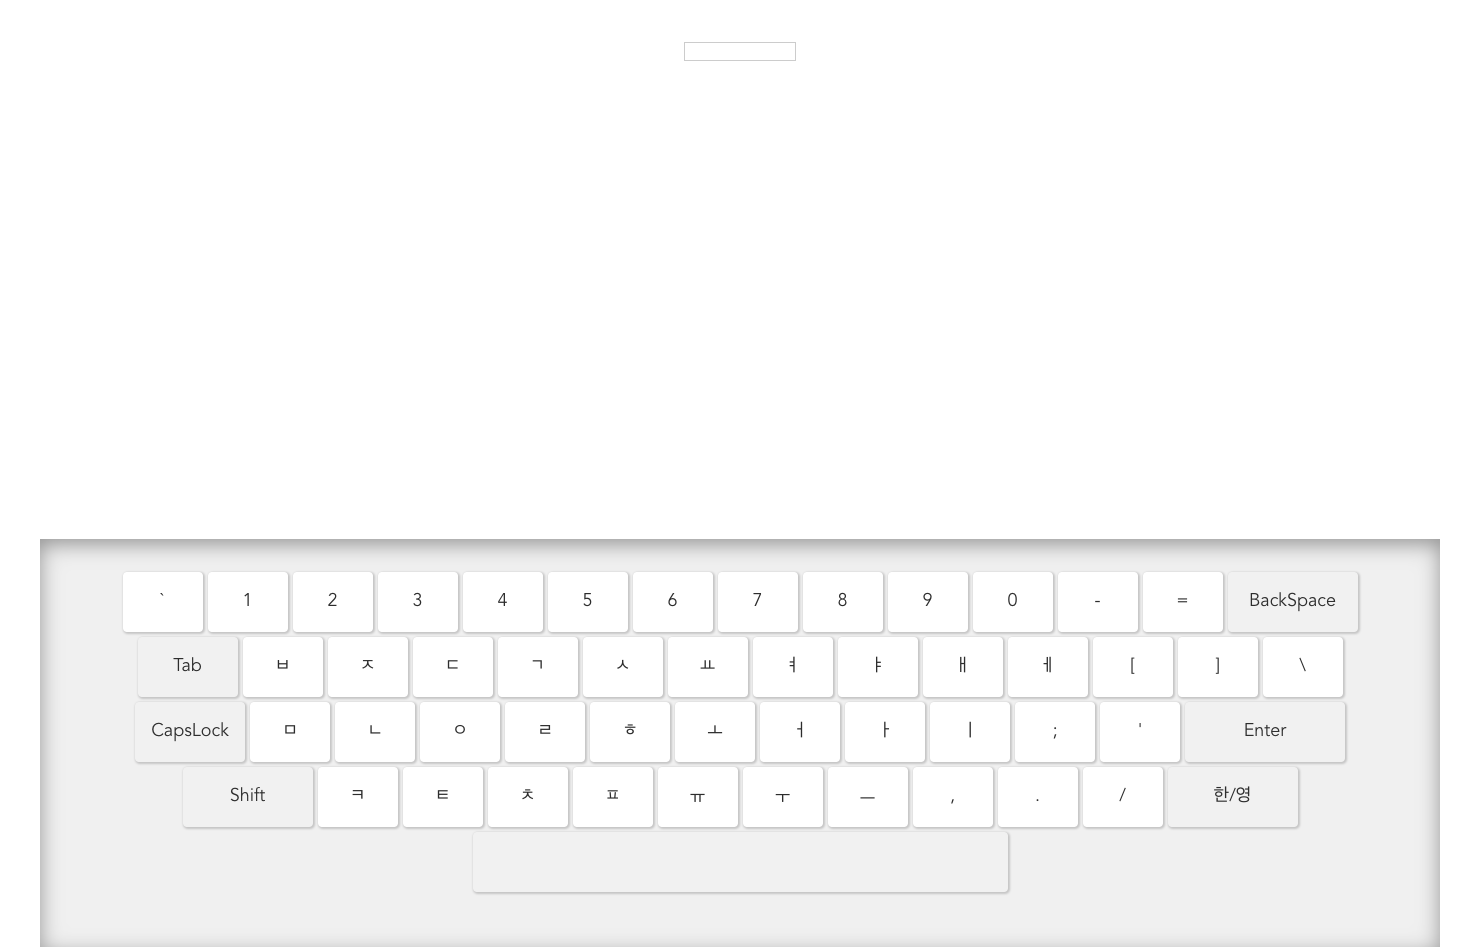 ` 1 2 3 4 5 6 7 8 9 0 - = BackSpace
Tab ㅂ ㅈ ㄷ ㄱ ㅅ ㅛ ㅕ ㅑ ㅐ ㅔ [ ] \
CapsLock ㅁ ㄴ ㅇ ㄹ ㅎ ㅗ ㅓ ㅏ ㅣ ; ' Enter
Shift ㅋ ㅌ ㅊ ㅍ ㅠ ㅜ ㅡ , . / 한/영